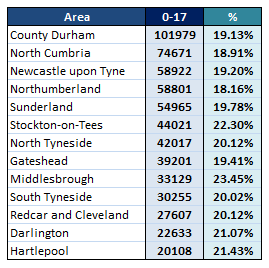 Area 0-17 %
County Durham 101979 19.13%
North Cumbria 74671 18.91%
Newcastle upon Tyne 58922 19.20%
Northumberland 58801 18.16%
Sunderland 54965 19.78%
Stockton-on-Tees 44021 22.30%
North Tyneside 42017 20.12%
Gateshead 39201 19.41%
Middlesbrough 33129 23.45%
South Tyneside 30255 20.02%
Redcar and Cleveland 27607 20.12%
Darlington 22633 21.07%
Hartlepool 20108 21.43%